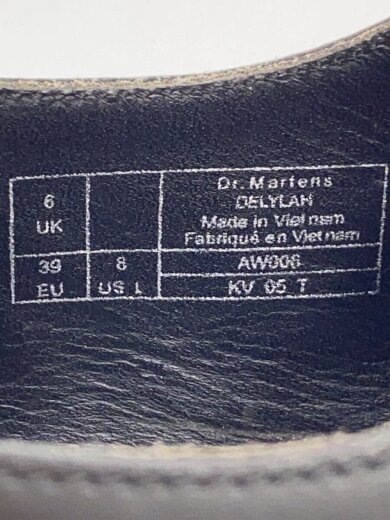 6
UK
Dr. Martens
DELYLAH
Made in Vietnam
Fabriqué en Vietnam
39
EU
8
US L
AW006
KV 05 T